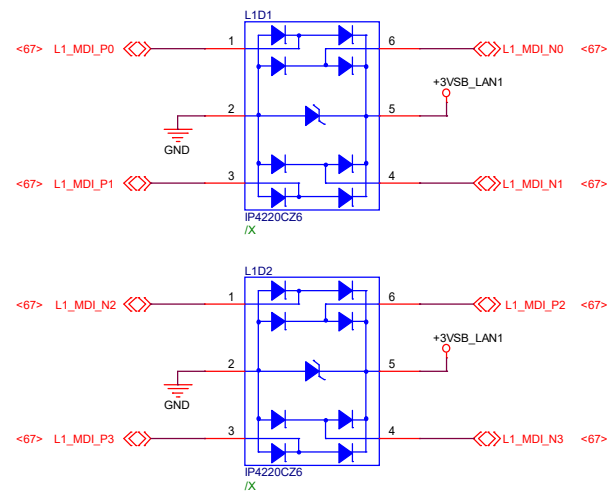 L1D1
<67> L1_MDI_P0 1 6 L1_MDI_N0 <67>
+3VSB_LAN1
2 5
GND
<67> L1_MDI_P1 3 4 L1_MDI_N1 <67>
IP4220CZ6
/X
L1D2
<67> L1_MDI_N2 1 6 L1_MDI_P2 <67>
+3VSB_LAN1
2 5
GND
<67> L1_MDI_P3 3 4 L1_MDI_N3 <67>
IP4220CZ6
/X